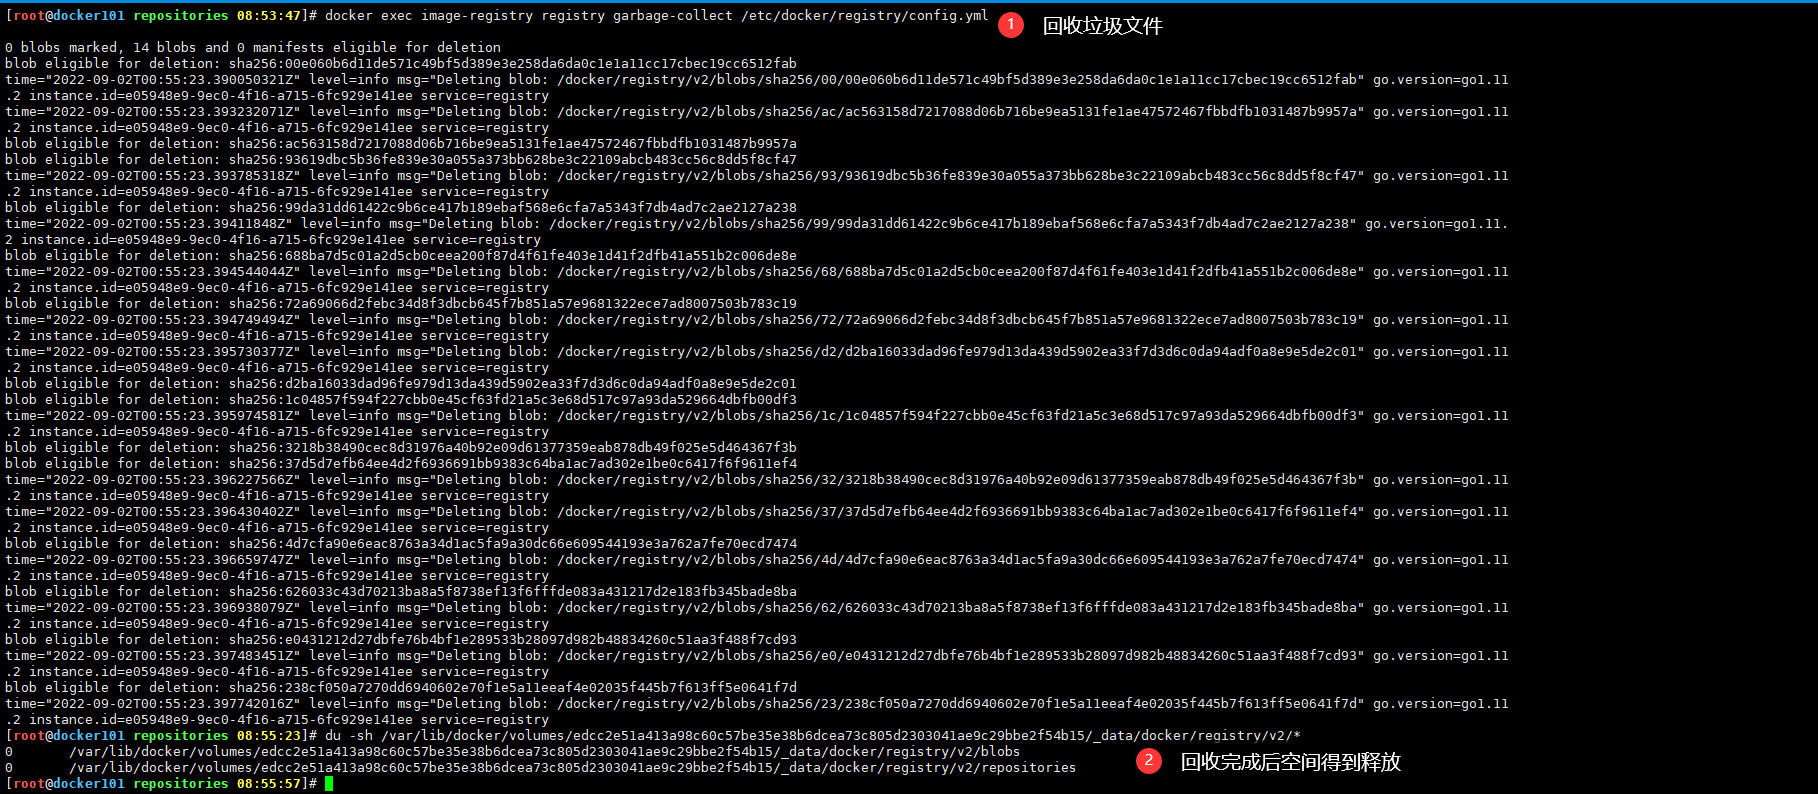 [root@docker101 repositories 08:53:47]# docker exec image-registry registry garbage-collect /etc/docker/registry/config.yml
1 回收垃圾文件
0 blobs marked, 14 blobs and 0 manifests eligible for deletion
blob eligible for deletion: sha256:00e060b6d11de571c49bf5d389e3e258da6da0c1e1a11cc17cbec19cc6512fab
time="2022-09-02T00:55:23.390050321Z" level=info msg="Deleting blob: /docker/registry/v2/blobs/sha256/00/00e060b6d11de571c49bf5d389e3e258da6da0c1e1a11cc17cbec19cc6512fab" go.version=go1.11
.2 instance.id=e05948e9-9ec0-4f16-a715-6fc929e141ee service=registry
time="2022-09-02T00:55:23.393232071Z" level=info msg="Deleting blob: /docker/registry/v2/blobs/sha256/ac/ac563158d7217088d06b716be9ea5131fe1ae47572467fbbdfb1031487b9957a" go.version=go1.11
.2 instance.id=e05948e9-9ec0-4f16-a715-6fc929e141ee service=registry
blob eligible for deletion: sha256:ac563158d7217088d06b716be9ea5131fe1ae47572467fbbdfb1031487b9957a
blob eligible for deletion: sha256:93619dbc5b36fe839e30a055a373bb628be3c22109abcb483cc56c8dd5f8cf47
time="2022-09-02T00:55:23.393785318Z" level=info msg="Deleting blob: /docker/registry/v2/blobs/sha256/93/93619dbc5b36fe839e30a055a373bb628be3c22109abcb483cc56c8dd5f8cf47" go.version=go1.11
.2 instance.id=e05948e9-9ec0-4f16-a715-6fc929e141ee service=registry
blob eligible for deletion: sha256:99da31dd61422c9b6ce417b189ebaf568e6cfa7a5343f7db4ad7c2ae2127a238
time="2022-09-02T00:55:23.39411848Z" level=info msg="Deleting blob: /docker/registry/v2/blobs/sha256/99/99da31dd61422c9b6ce417b189ebaf568e6cfa7a5343f7db4ad7c2ae2127a238" go.version=go1.11.
2 instance.id=e05948e9-9ec0-4f16-a715-6fc929e141ee service=registry
blob eligible for deletion: sha256:688ba7d5c01a2d5cb0ceea200f87d4f61fe403e1d41f2dfb41a551b2c006de8e
time="2022-09-02T00:55:23.394544044Z" level=info msg="Deleting blob: /docker/registry/v2/blobs/sha256/68/688ba7d5c01a2d5cb0ceea200f87d4f61fe403e1d41f2dfb41a551b2c006de8e" go.version=go1.11
.2 instance.id=e05948e9-9ec0-4f16-a715-6fc929e141ee service=registry
blob eligible for deletion: sha256:72a69066d2febc34d8f3dbcb645f7b851a57e9681322ece7ad8007503b783c19
time="2022-09-02T00:55:23.394749494Z" level=info msg="Deleting blob: /docker/registry/v2/blobs/sha256/72/72a69066d2febc34d8f3dbcb645f7b851a57e9681322ece7ad8007503b783c19" go.version=go1.11
.2 instance.id=e05948e9-9ec0-4f16-a715-6fc929e141ee service=registry
time="2022-09-02T00:55:23.395730377Z" level=info msg="Deleting blob: /docker/registry/v2/blobs/sha256/d2/d2ba16033dad96fe979d13da439d5902ea33f7d3d6c0da94adf0a8e9e5de2c01" go.version=go1.11
.2 instance.id=e05948e9-9ec0-4f16-a715-6fc929e141ee service=registry
blob eligible for deletion: sha256:d2ba16033dad96fe979d13da439d5902ea33f7d3d6c0da94adf0a8e9e5de2c01
blob eligible for deletion: sha256:1c04857f594f227cbb0e45cf63fd21a5c3e68d517c97a93da529664dbfb00df3
time="2022-09-02T00:55:23.395974581Z" level=info msg="Deleting blob: /docker/registry/v2/blobs/sha256/1c/1c04857f594f227cbb0e45cf63fd21a5c3e68d517c97a93da529664dbfb00df3" go.version=go1.11
.2 instance.id=e05948e9-9ec0-4f16-a715-6fc929e141ee service=registry
blob eligible for deletion: sha256:3218b38490cec8d31976a40b92e09d61377359eab878db49f025e5d464367f3b
blob eligible for deletion: sha256:37d5d7efb64ee4d2f6936691bb9383c64ba1ac7ad302e1be0c6417f6f9611ef4
time="2022-09-02T00:55:23.396227566Z" level=info msg="Deleting blob: /docker/registry/v2/blobs/sha256/32/3218b38490cec8d31976a40b92e09d61377359eab878db49f025e5d464367f3b" go.version=go1.11
.2 instance.id=e05948e9-9ec0-4f16-a715-6fc929e141ee service=registry
time="2022-09-02T00:55:23.396430402Z" level=info msg="Deleting blob: /docker/registry/v2/blobs/sha256/37/37d5d7efb64ee4d2f6936691bb9383c64ba1ac7ad302e1be0c6417f6f9611ef4" go.version=go1.11
.2 instance.id=e05948e9-9ec0-4f16-a715-6fc929e141ee service=registry
blob eligible for deletion: sha256:4d7cfa90e6eac8763a34d1ac5fa9a30dc66e609544193e3a762a7fe70ecd7474
time="2022-09-02T00:55:23.396659747Z" level=info msg="Deleting blob: /docker/registry/v2/blobs/sha256/4d/4d7cfa90e6eac8763a34d1ac5fa9a30dc66e609544193e3a762a7fe70ecd7474" go.version=go1.11
.2 instance.id=e05948e9-9ec0-4f16-a715-6fc929e141ee service=registry
blob eligible for deletion: sha256:626033c43d70213ba8a5f8738ef13f6fffde083a431217d2e183fb345bade8ba
time="2022-09-02T00:55:23.396938079Z" level=info msg="Deleting blob: /docker/registry/v2/blobs/sha256/62/626033c43d70213ba8a5f8738ef13f6fffde083a431217d2e183fb345bade8ba" go.version=go1.11
.2 instance.id=e05948e9-9ec0-4f16-a715-6fc929e141ee service=registry
blob eligible for deletion: sha256:e0431212d27dbfe76b4bf1e289533b28097d982b48834260c51aa3f488f7cd93
time="2022-09-02T00:55:23.397483451Z" level=info msg="Deleting blob: /docker/registry/v2/blobs/sha256/e0/e0431212d27dbfe76b4bf1e289533b28097d982b48834260c51aa3f488f7cd93" go.version=go1.11
.2 instance.id=e05948e9-9ec0-4f16-a715-6fc929e141ee service=registry
blob eligible for deletion: sha256:238cf050a7270dd6940602e70f1e5a11eeaf4e02035f445b7f613ff5e0641f7d
time="2022-09-02T00:55:23.397742016Z" level=info msg="Deleting blob: /docker/registry/v2/blobs/sha256/23/238cf050a7270dd6940602e70f1e5a11eeaf4e02035f445b7f613ff5e0641f7d" go.version=go1.11
.2 instance.id=e05948e9-9ec0-4f16-a715-6fc929e141ee service=registry
[root@docker101 repositories 08:55:23]# du -sh /var/lib/docker/volumes/edcc2e51a413a98c60c57be35e38b6dcea73c805d2303041ae9c29bbe2f54b15/_data/docker/registry/v2/*
0 /var/lib/docker/volumes/edcc2e51a413a98c60c57be35e38b6dcea73c805d2303041ae9c29bbe2f54b15/_data/docker/registry/v2/blobs
2 回收完成后空间得到释放
0 /var/lib/docker/volumes/edcc2e51a413a98c60c57be35e38b6dcea73c805d2303041ae9c29bbe2f54b15/_data/docker/registry/v2/repositories
[root@docker101 repositories 08:55:57]#